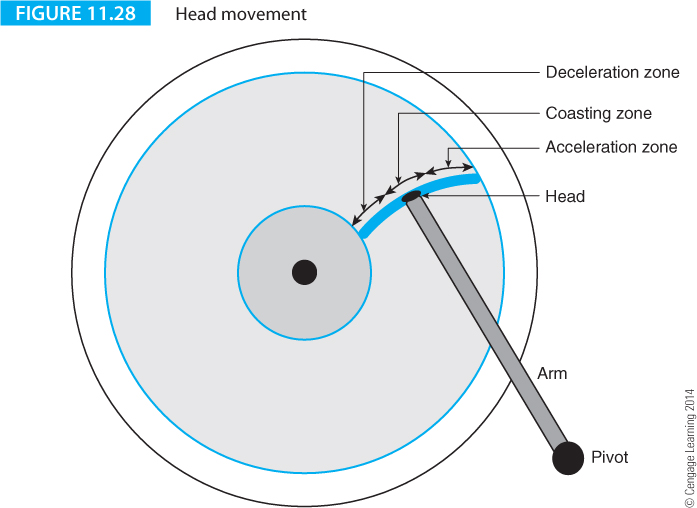 FIGURE 11.28 Head movement
Deceleration zone
Coasting zone
Acceleration zone
Head
Arm
Pivot
© Cengage Learning 2014